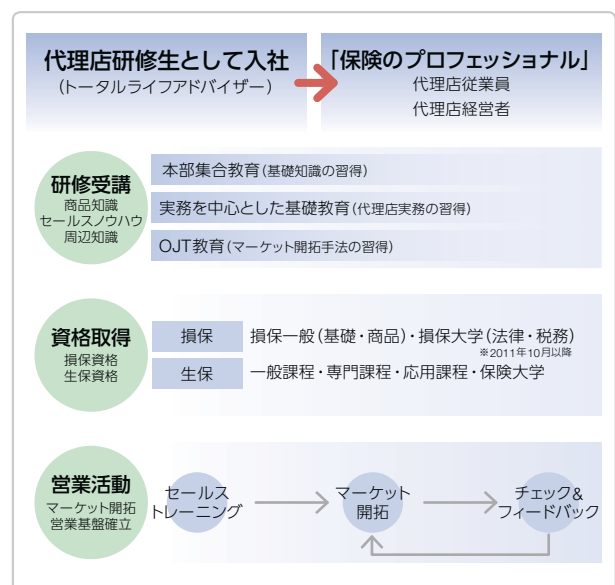 代理店研修生として入社
(トータルライフアドバイザー)
「保険のプロフェッショナル」
代理店従業員
代理店経営者
研修受講
商品知識
セールスノウハウ
周辺知識
本部集合教育(基礎知識の習得)
実務を中心とした基礎教育(代理店実務の習得)
OJT教育(マーケット開拓手法の習得)
資格取得
損保資格
生保資格
損保
損保一般(基礎・商品)・損保大学(法律・税務)
※2011年10月以降
生保
一般課程・専門課程・応用課程・保険大学
営業活動
マーケット開拓
営業基盤確立
セールス
トレーニング
マーケット
開拓
チェック&
フィードバック